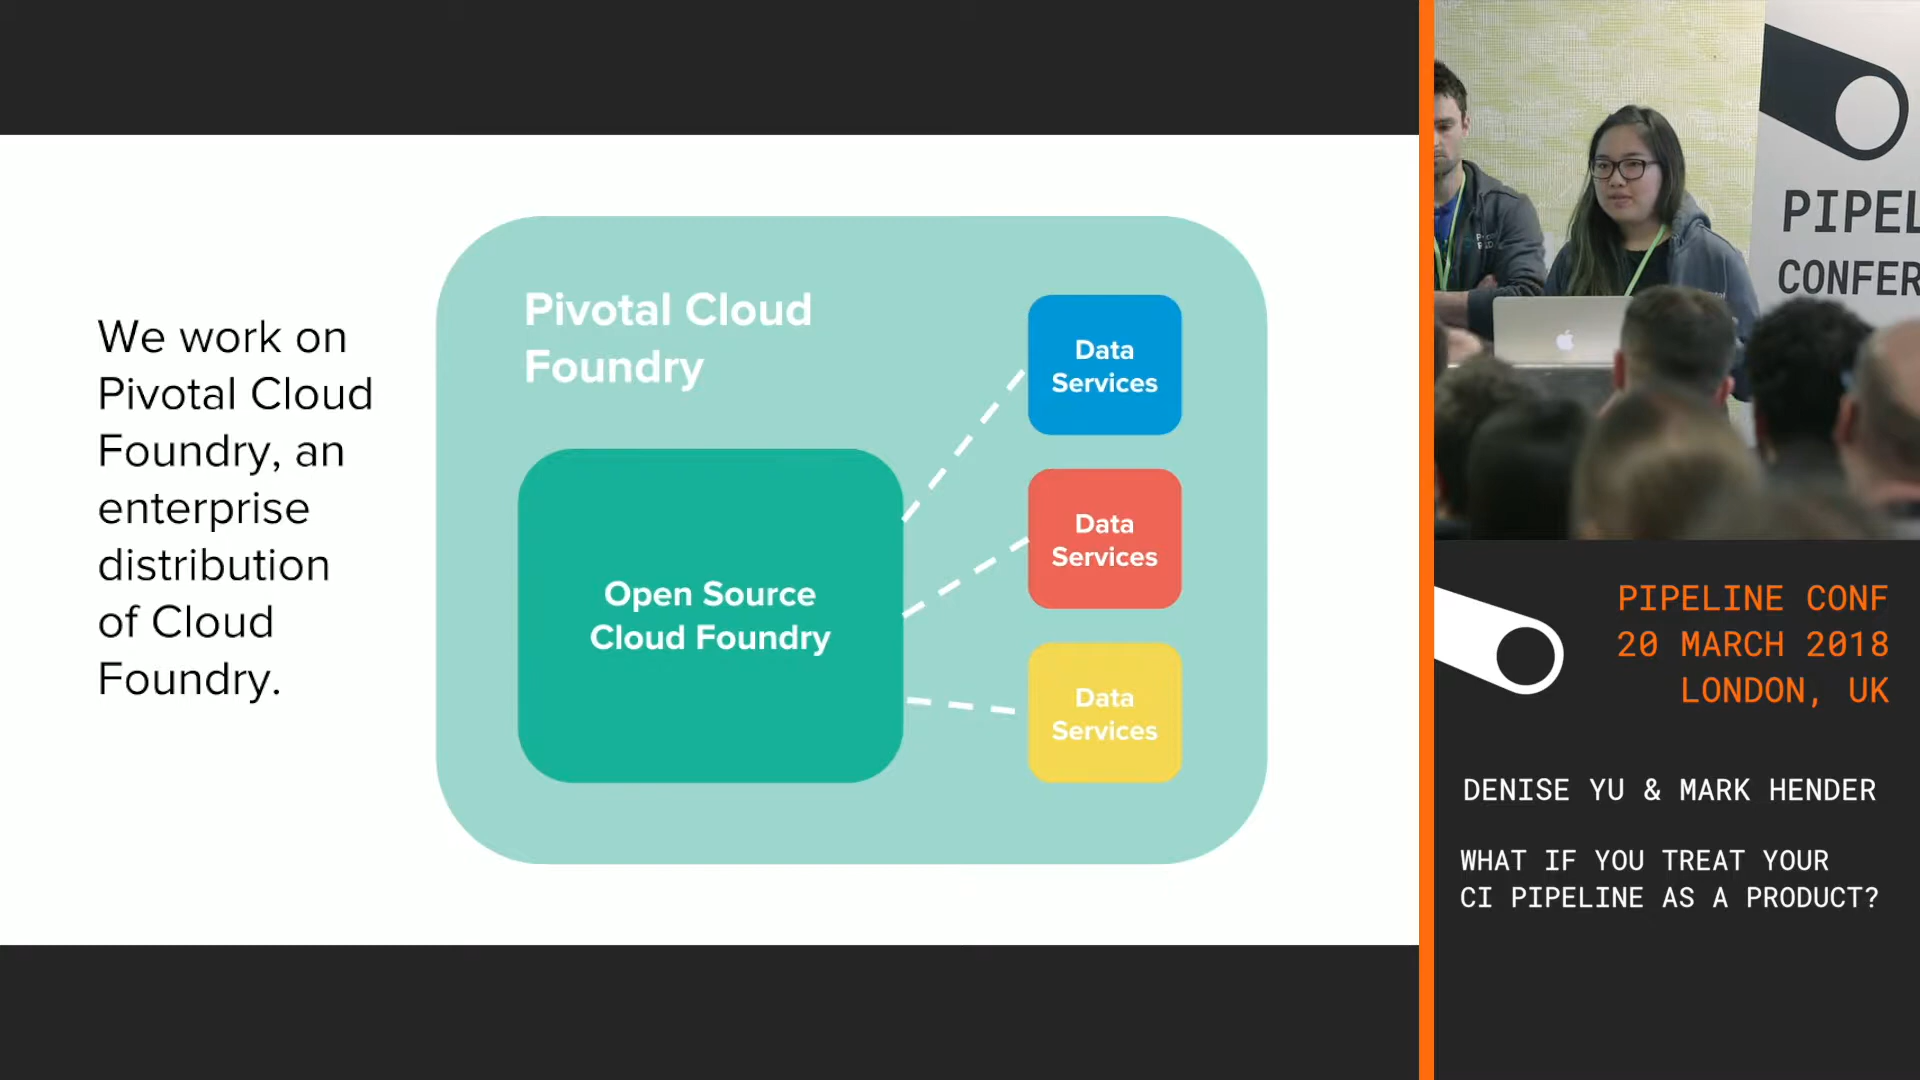 We work on
Pivotal Cloud
Foundry, an
enterprise
distribution
of Cloud
Foundry.
Pivotal Cloud
Foundry
Open Source
Cloud Foundry
Data
Services
Data
Services
Data
Services
PIPEL
CONFER
PIPELINE CONF
20 MARCH 2018
LONDON, UK
DENISE YU & MARK HENDER
WHAT IF YOU TREAT YOUR
CI PIPELINE AS A PRODUCT?